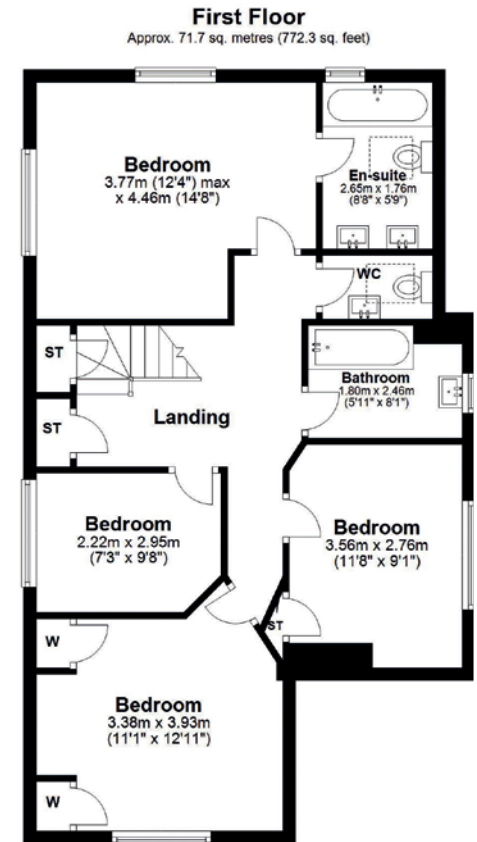 First Floor
Approx. 71.7 sq. metres (772.3 sq. feet)
Bedroom
3.77m (12'4") max
x 4.46m (14'8")
En-suite
2.65m x 1.76m
(8'8" x 5'9")
WC
ST
Bathroom
1.80m x 2.46m
(5'11" x 8'1")
ST
Landing
Bedroom
2.22m x 2.95m
(7'3" x 9'8")
Bedroom
3.56m x 2.76m
(11'8" x 9'1")
ST
W
Bedroom
3.38m x 3.93m
(11'1" x 12'11")
W